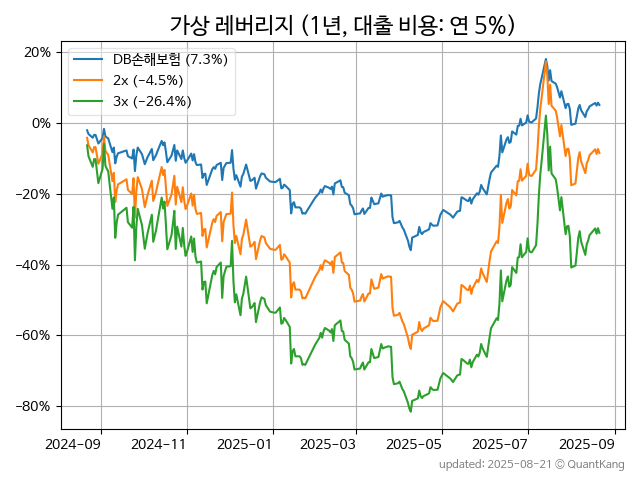 가상 레버리지 (1년, 대출 비용: 연 5%)
DB손해보험 (7.3%)
2x (−4.5%)
3x (−26.4%)
20%
0%
−20%
−40%
−60%
−80%
2024−09 2024−11 2025−01 2025−03 2025−05 2025−07 2025−09
updated: 2025-08-21 © QuantKang